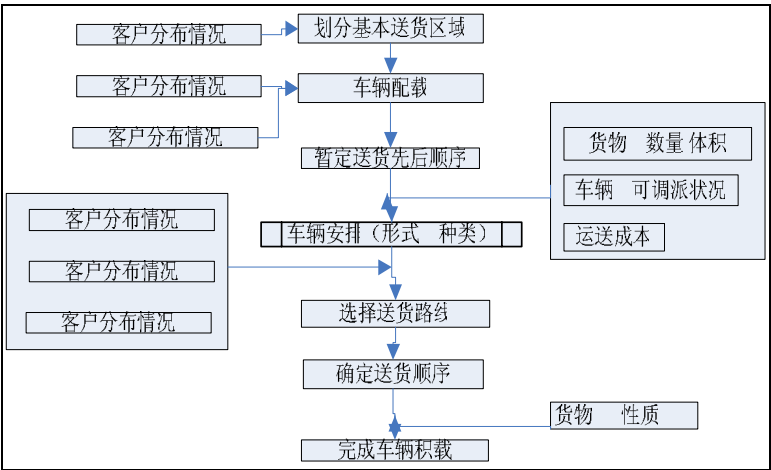 客户分布情况
划分基本送货区域
客户分布情况
车辆配载
客户分布情况
暂定送货先后顺序
货物 数量 体积
车辆 可调派状况
运送成本
车辆安排（形式 种类）
客户分布情况
客户分布情况
客户分布情况
选择送货路线
确定送货顺序
货物 性质
完成车辆积载